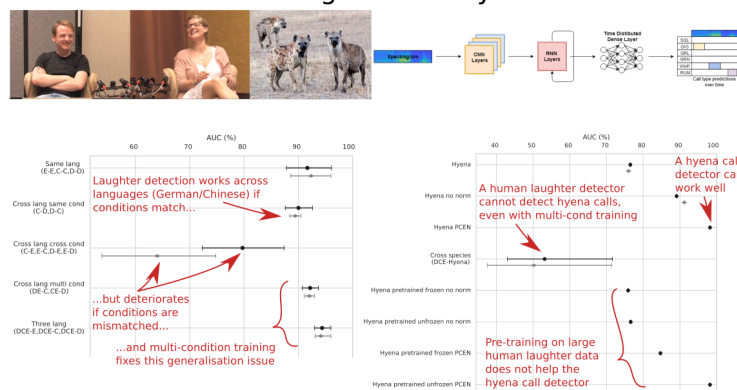 Spectrogram
CNN
Layers
RNN
Layers
Time Distibuted
Dense Layer
SQL
GIG
GRL
GRN
WHP
RUM
Call type predictions
over time
AUC (%)
60
80
100
Same lang
(E-E,C-C,D-D)
Cross lang same cond
(C-D,D-C)
Cross lang cross cond
(C-E,E-C,D-E,E-D)
Cross lang multi cond
(DE-C,CE-D)
Three lang
(DCE-E,DCE-C,DCE-D)
Laughter detection works across
languages (German/Chinese) if
conditions match...
...but deteriorates
if conditions are
mismatched...
...and multi-condition training
fixes this generalisation issue
AUC (%)
40
60
80
100
Hyena
Hyena no norm
Hyena PCEN
Cross species
(DCE-Hyena)
Hyena pretrained frozen no norm
Hyena pretrained unfrozen no norm
Hyena pretrained frozen PCEN
Hyena pretrained unfrozen PCEN
A human laughter detector
cannot detect hyena calls,
even with multi-cond training
A hyena cal
detector ca
work well
Pre-training on large
human laughter data
does not help the
hyena call detector